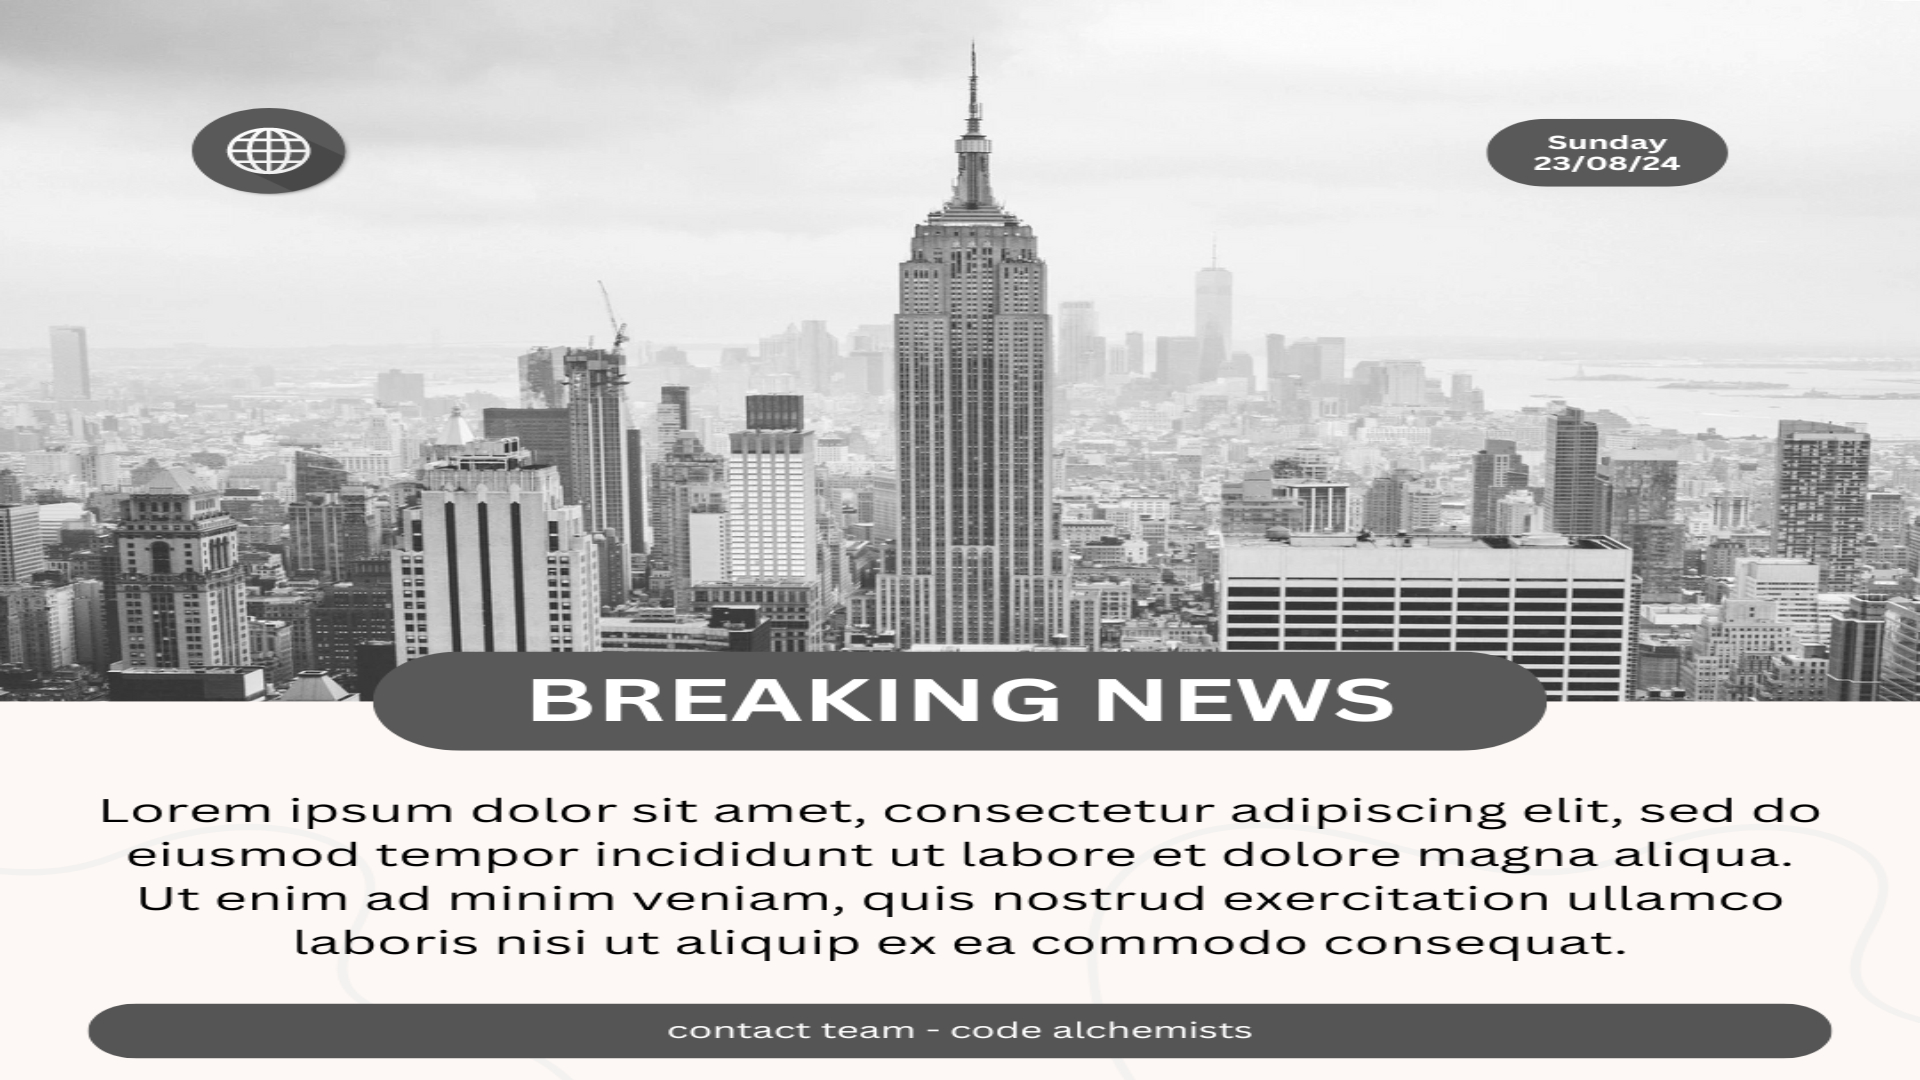 Sunday
23/08/24
BREAKING NEWS
Lorem ipsum dolor sit amet, consectetur adipiscing elit, sed do
eiusmod tempor incididunt ut labore et dolore magna aliqua.
Ut enim ad minim veniam, quis nostrud exercitation ullamco
laboris nisi ut aliquip ex ea commodo consequat.
contact team - code alchemists